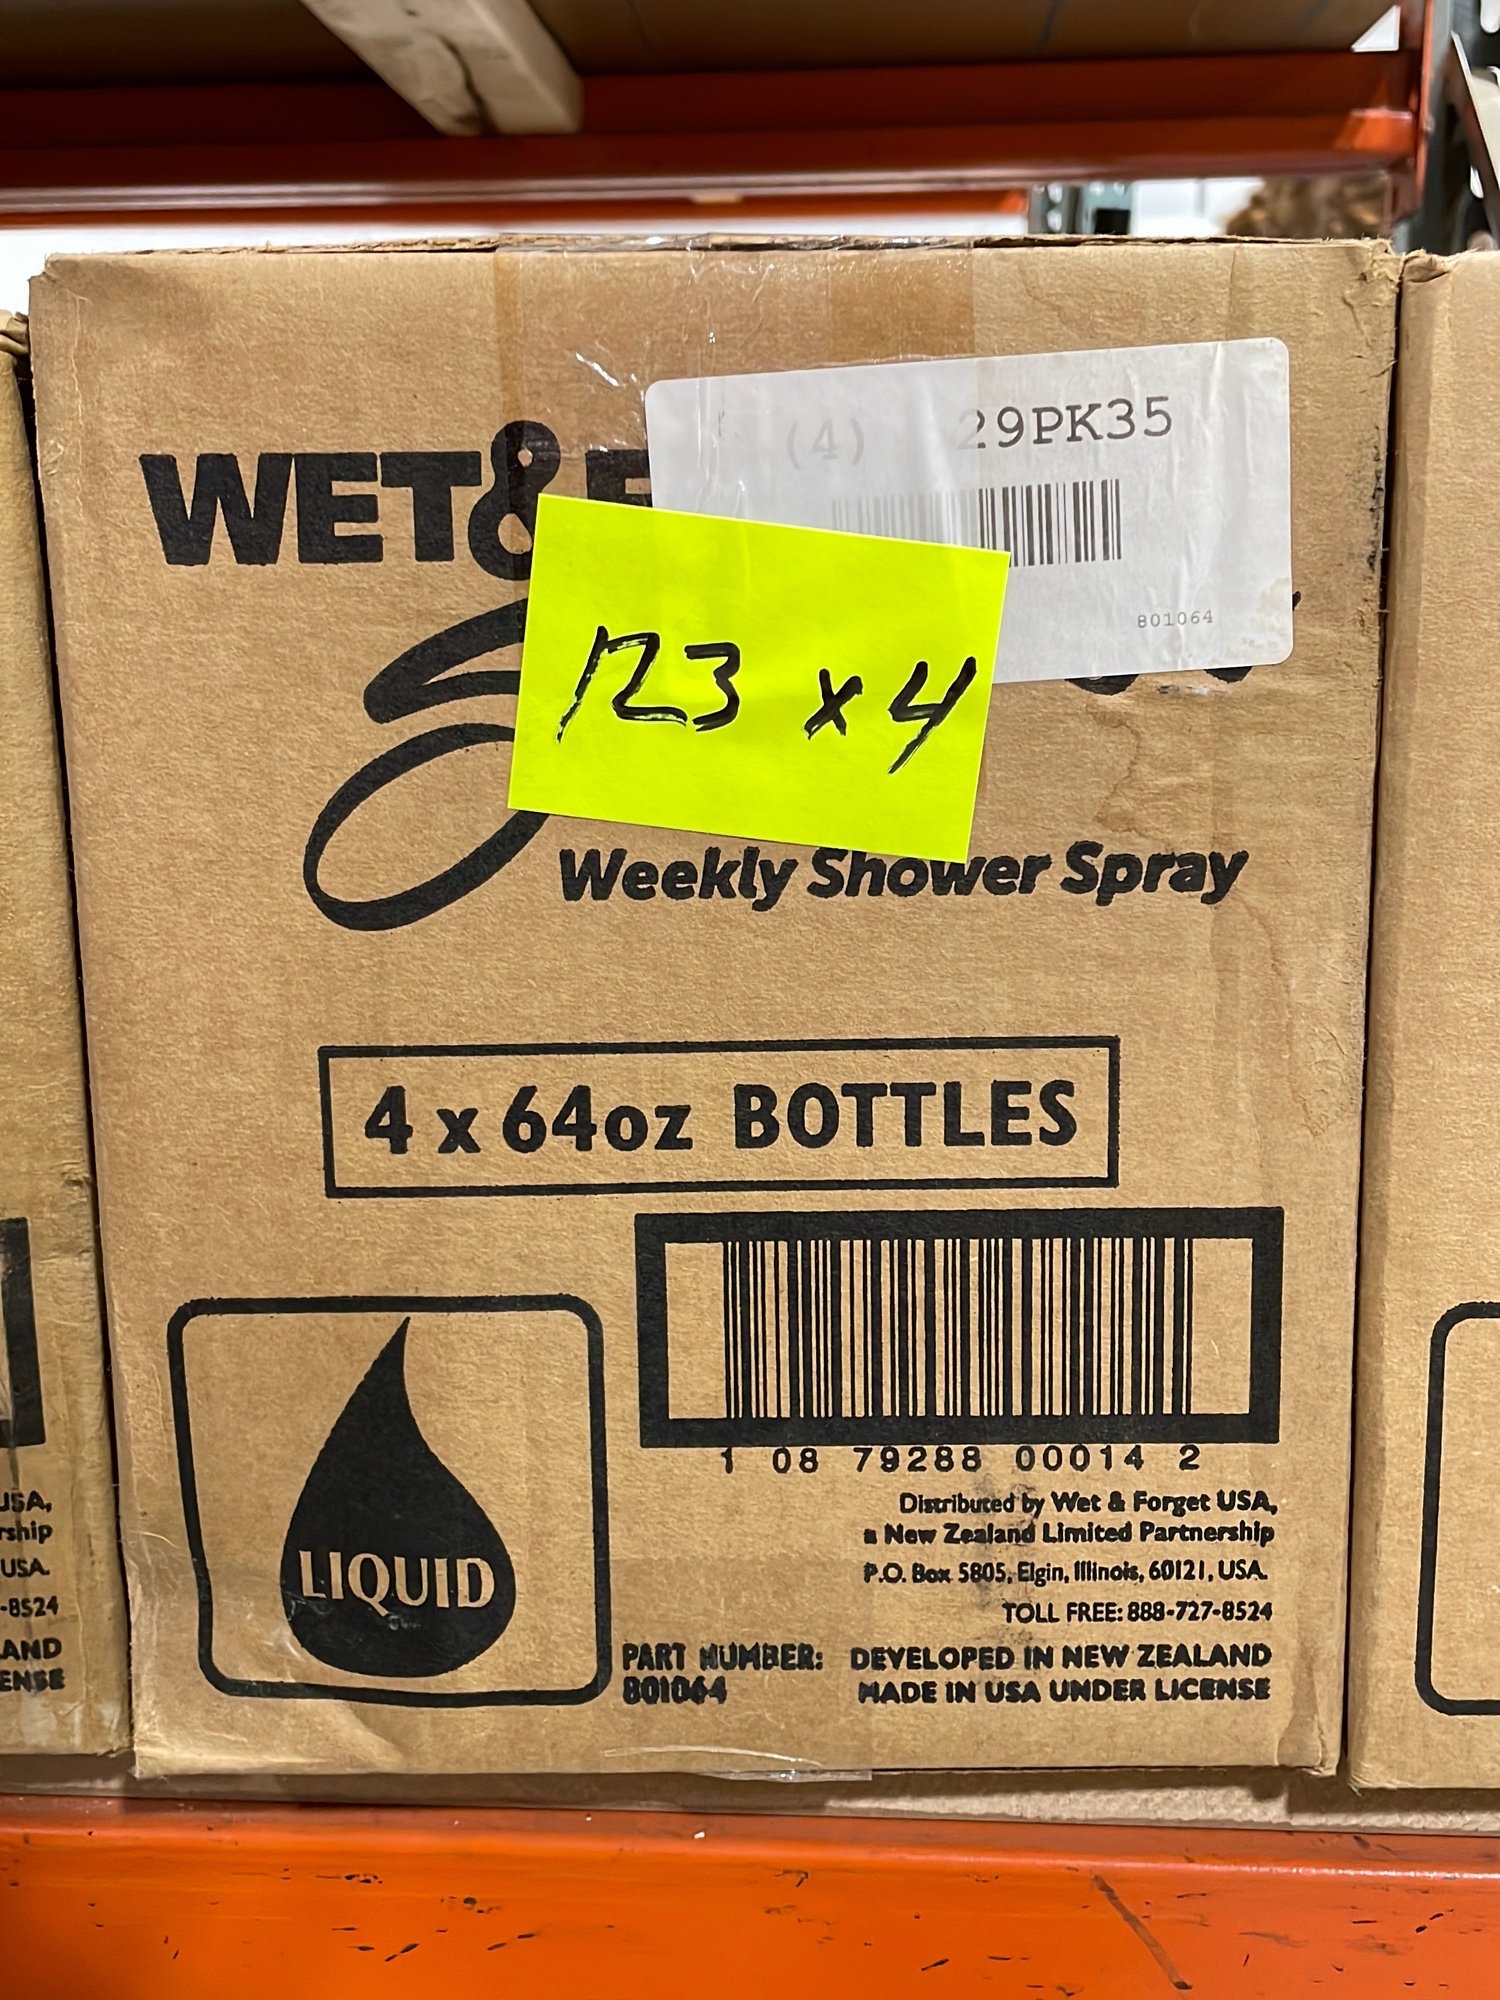 (4) 29PK35
WET&
801064
123 x 4
Weekly Shower Spray
4 x 64oz BOTTLES
1 08 79288 00014 2
Distributed by Wet & Forget USA,
a New Zealand Limited Partnership
P.O. Box 5805, Elgin, Illinois, 60121, USA.
TOLL FREE: 888-727-8524
LIQUID
PART NUMBER:
801064
DEVELOPED IN NEW ZEALAND
MADE IN USA UNDER LICENSE
USA.
-8524